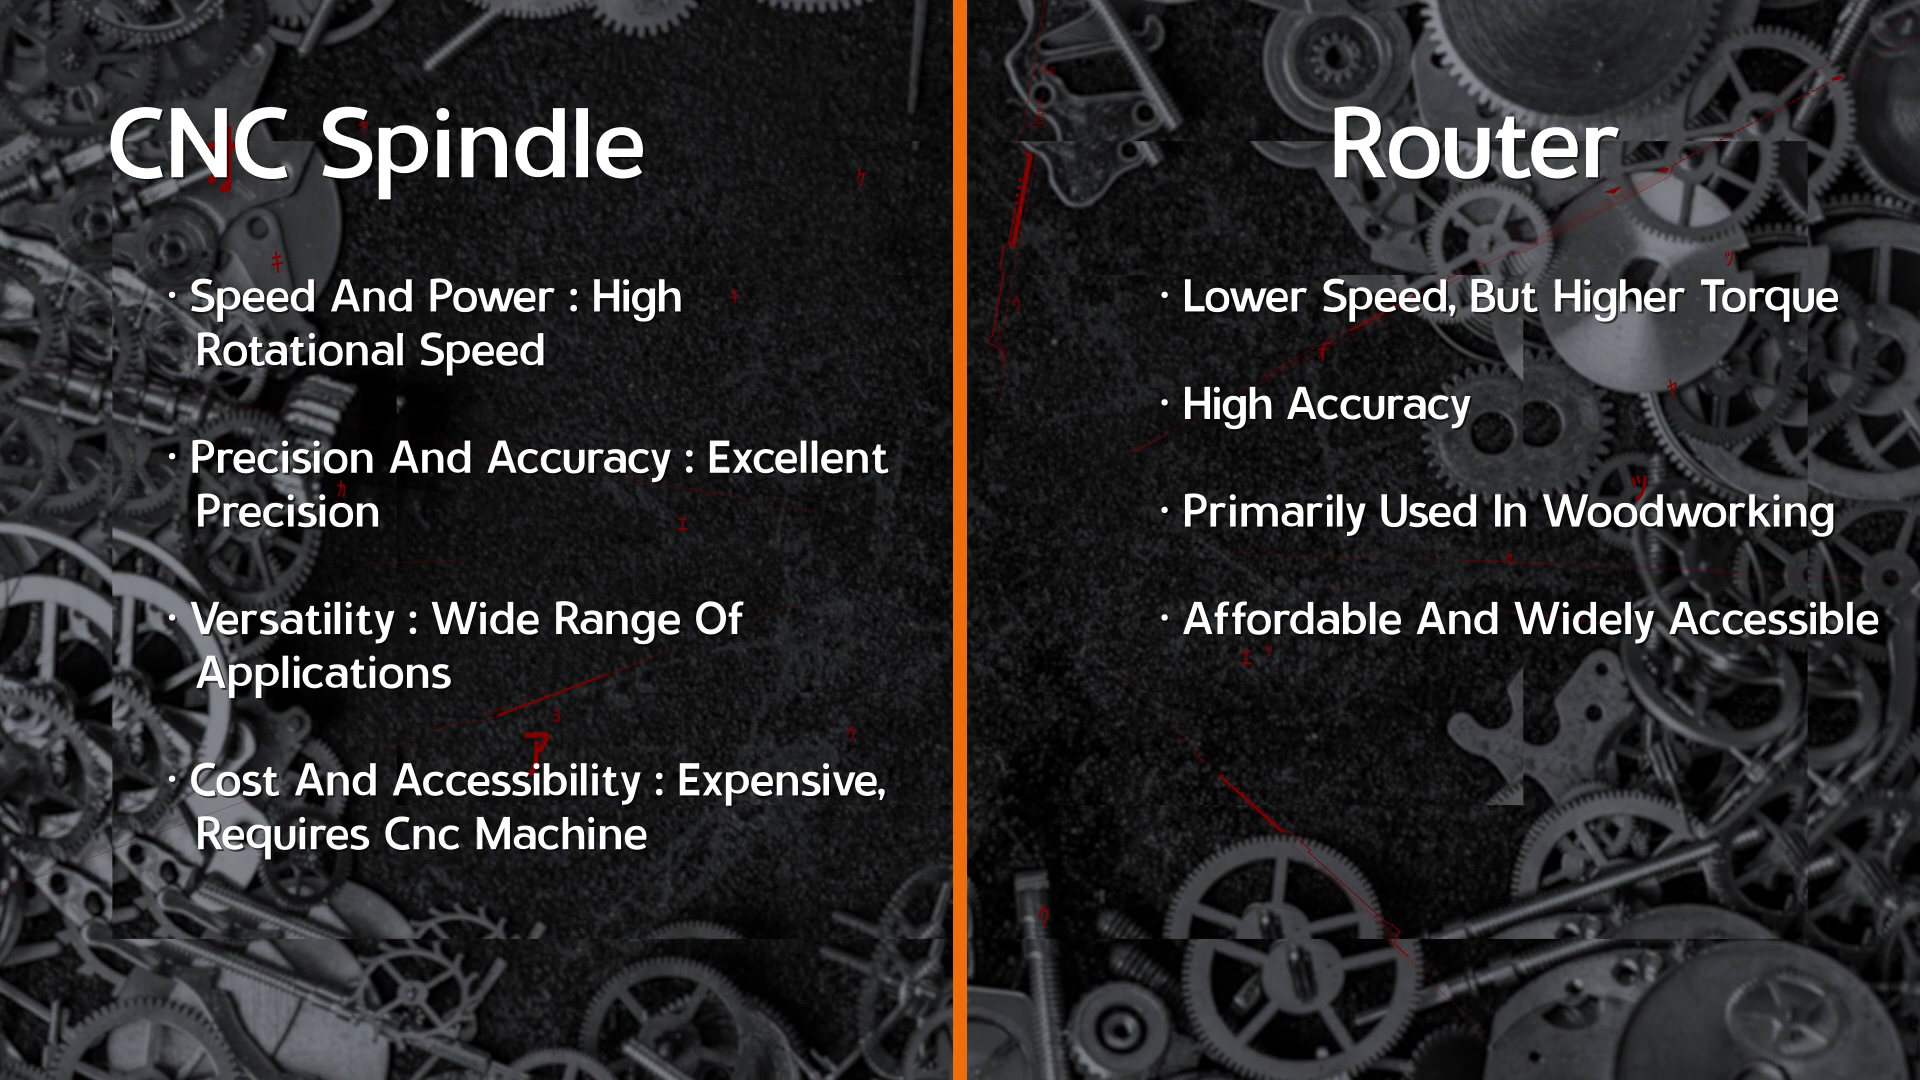 CNC Spindle
· Speed And Power : High
Rotational Speed
· Precision And Accuracy : Excellent
Precision
· Versatility : Wide Range Of
Applications
· Cost And Accessibility : Expensive,
Requires Cnc Machine
Router
· Lower Speed, But Higher Torque
· High Accuracy
· Primarily Used In Woodworking
· Affordable And Widely Accessible